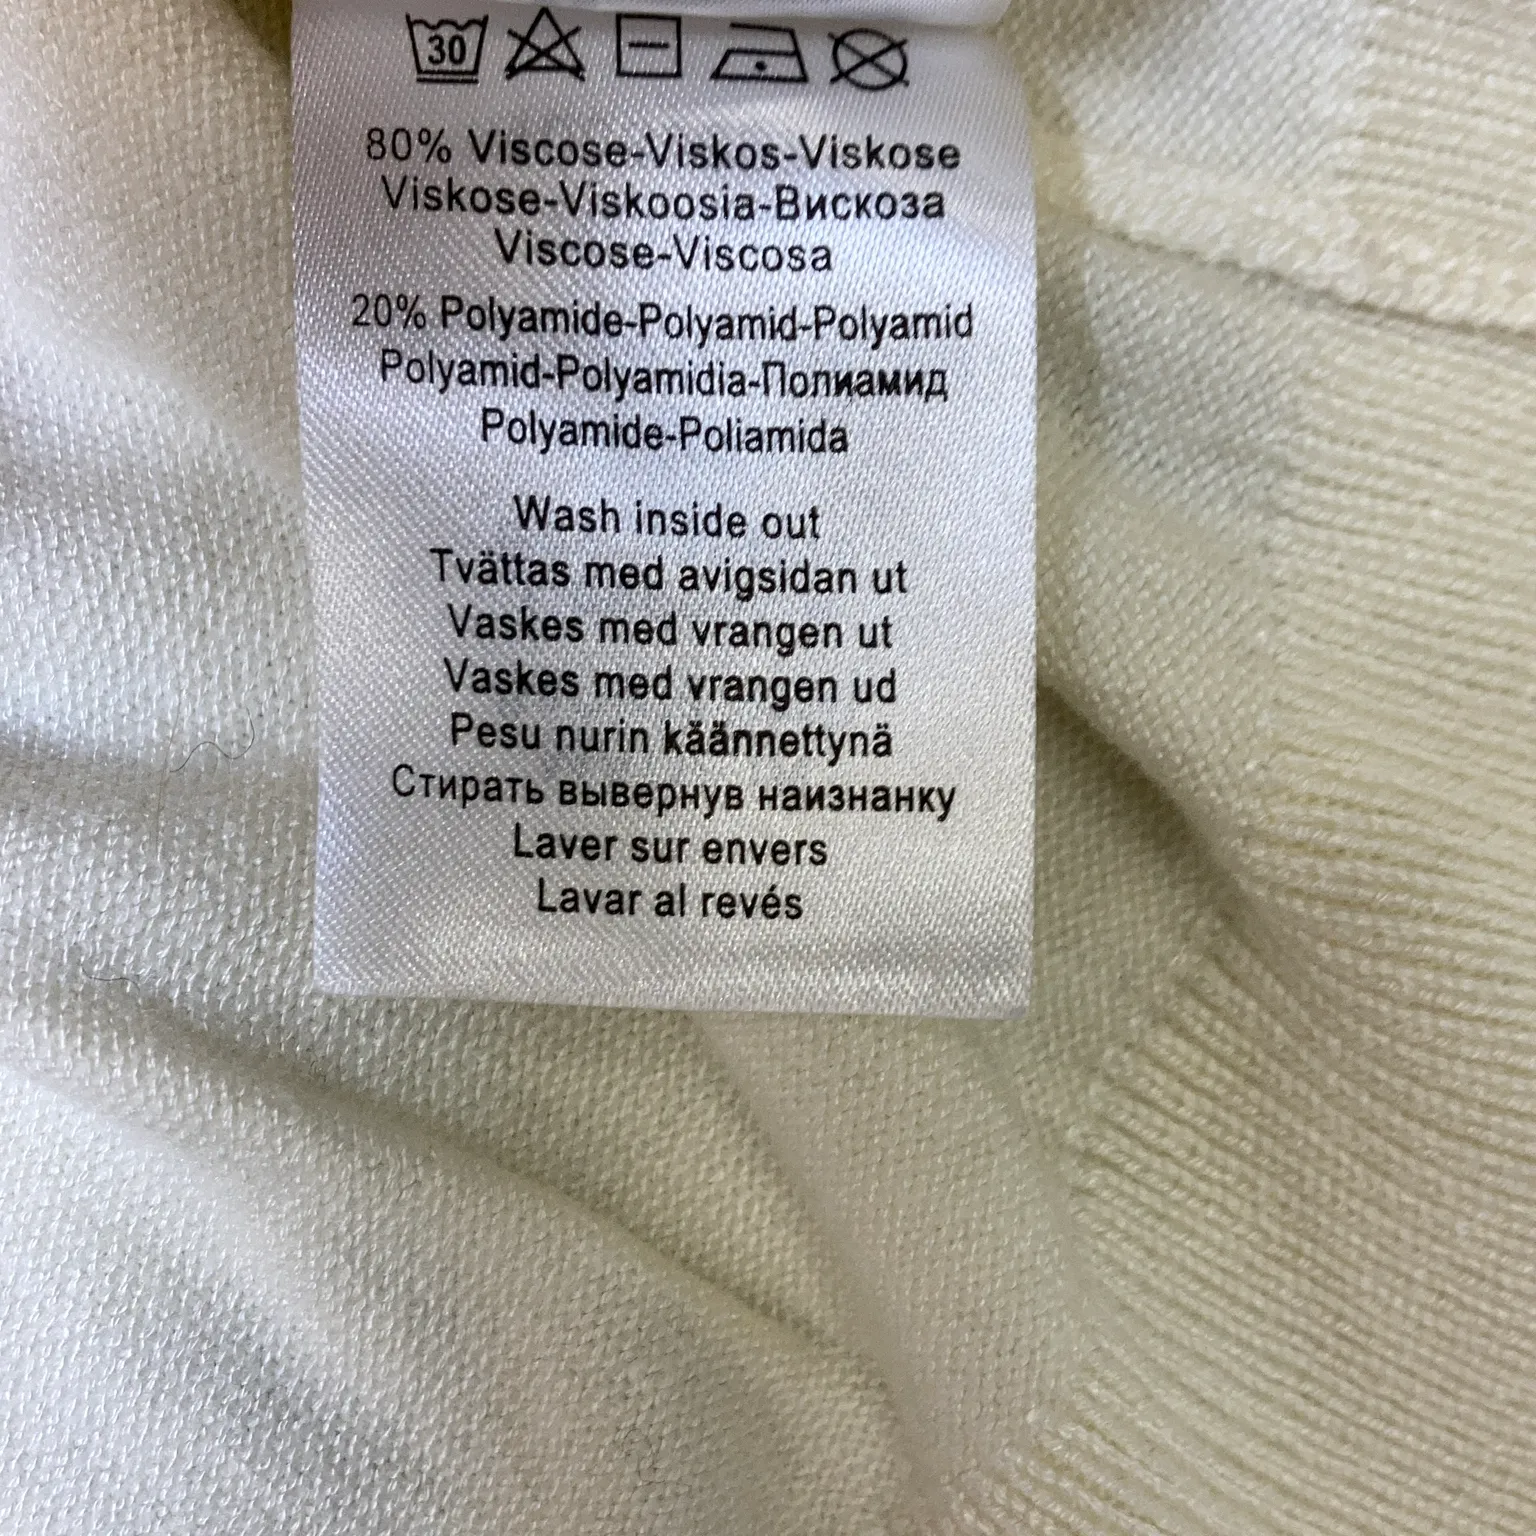 30
80% Viscose-Viskos-Viskose
Viskose-Viskoosia-Вискоза
Viscose-Viscosa
20% Polyamide-Polyamid-Polyamid
Polyamid-Polyamidia-Полиамид
Polyamide-Poliamida
Wash inside out
Tvättas med avigsidan ut
Vaskes med vrangen ut
Vaskes med vrangen ud
Pesu nurin käännettynä
Стирать вывернув наизнанку
Laver sur envers
Lavar al revés